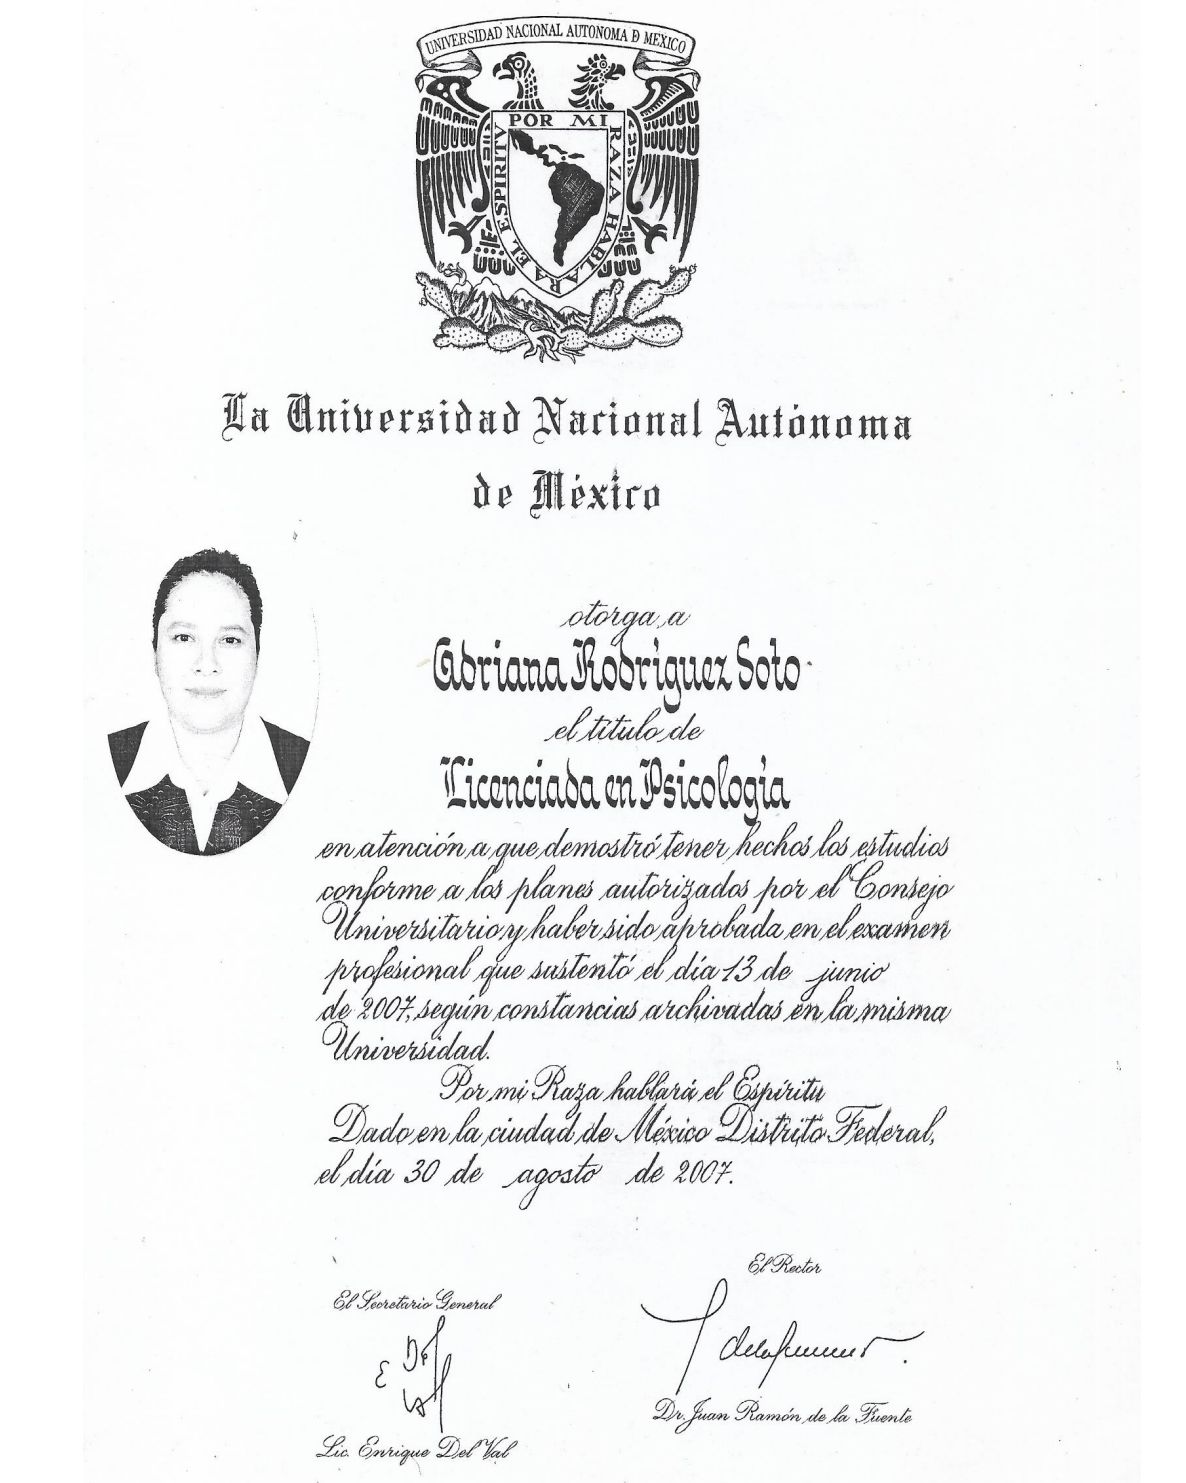 UNIVERSIDAD NACIONAL AUTONOMA D MEXICO
POR MI RAZA HABLARA EL ESPIRITV
La Universidad Nacional Autónoma
de México
otorga a
Adriana Rodríguez Soto
el título de
Licenciada en Psicología
en atención a que demostró tener hechos los estudios
conforme a los planes autorizados por el Consejo
Universitario y haber sido aprobada en el examen
profesional que sustentó el día 13 de junio
de 2007, según constancias archivadas en la misma
Universidad.
Por mi Raza hablará el Espíritu
Dado en la ciudad de México Distrito Federal,
el día 30 de agosto de 2007.
El Rector
El Secretario General
Dr. Juan Ramón de la Fuente
Lic. Enrique Del Val